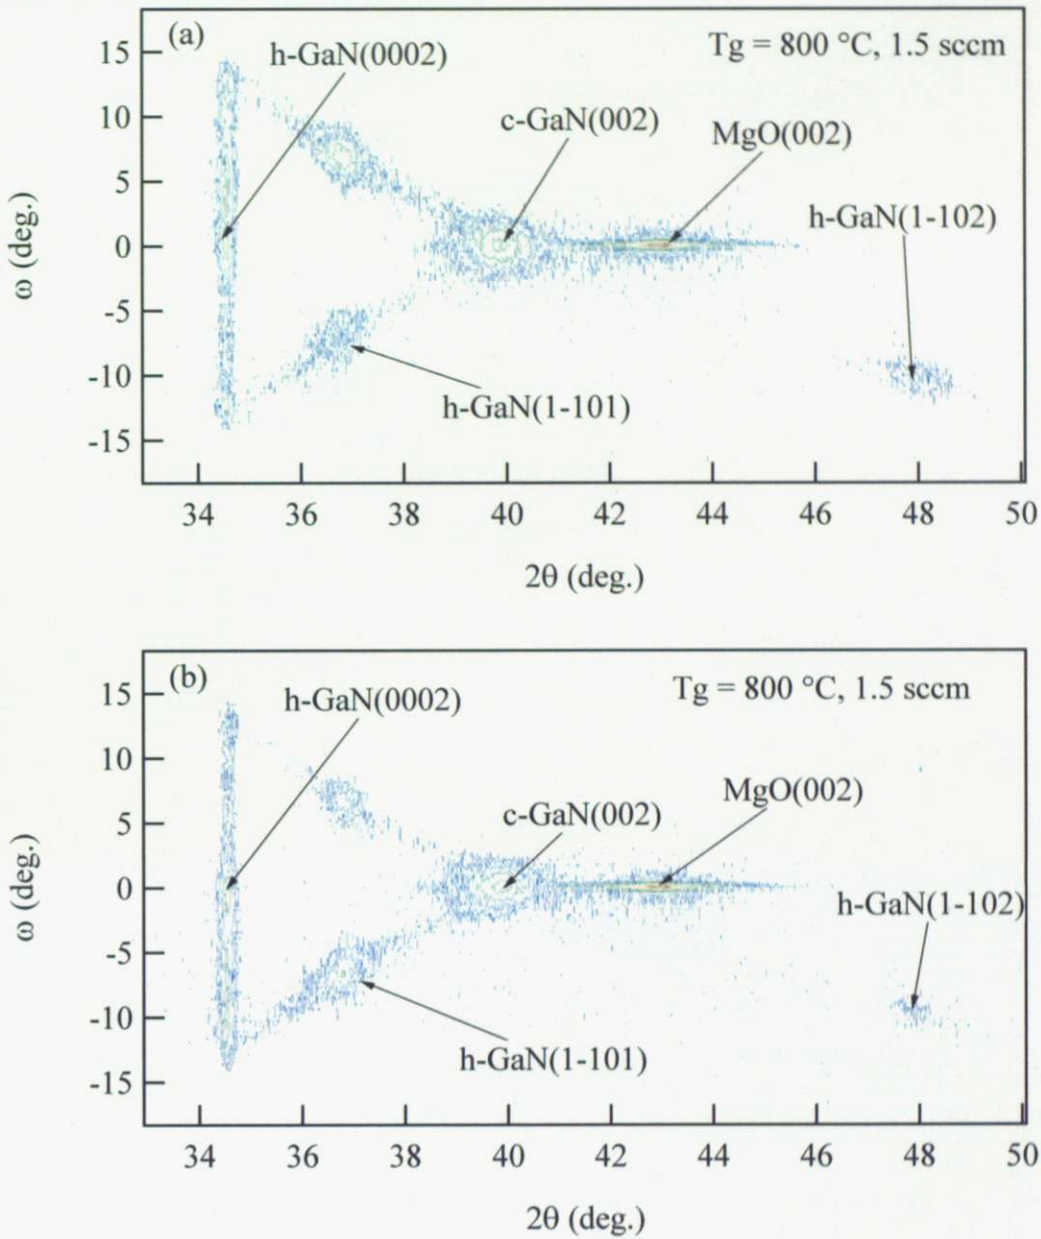 (a)
Tg = 800 °C, 1.5 sccm
h-GaN(0002)
c-GaN(002)
MgO(002)
h-GaN(1-102)
h-GaN(1-101)
ω (deg.)
15
10
5
0
-5
-10
-15
34 36 38 40 42 44 46 48 50
2θ (deg.)
(b)
Tg = 800 °C, 1.5 sccm
h-GaN(0002)
c-GaN(002)
MgO(002)
h-GaN(1-102)
h-GaN(1-101)
ω (deg.)
15
10
5
0
-5
-10
-15
34 36 38 40 42 44 46 48 50
2θ (deg.)